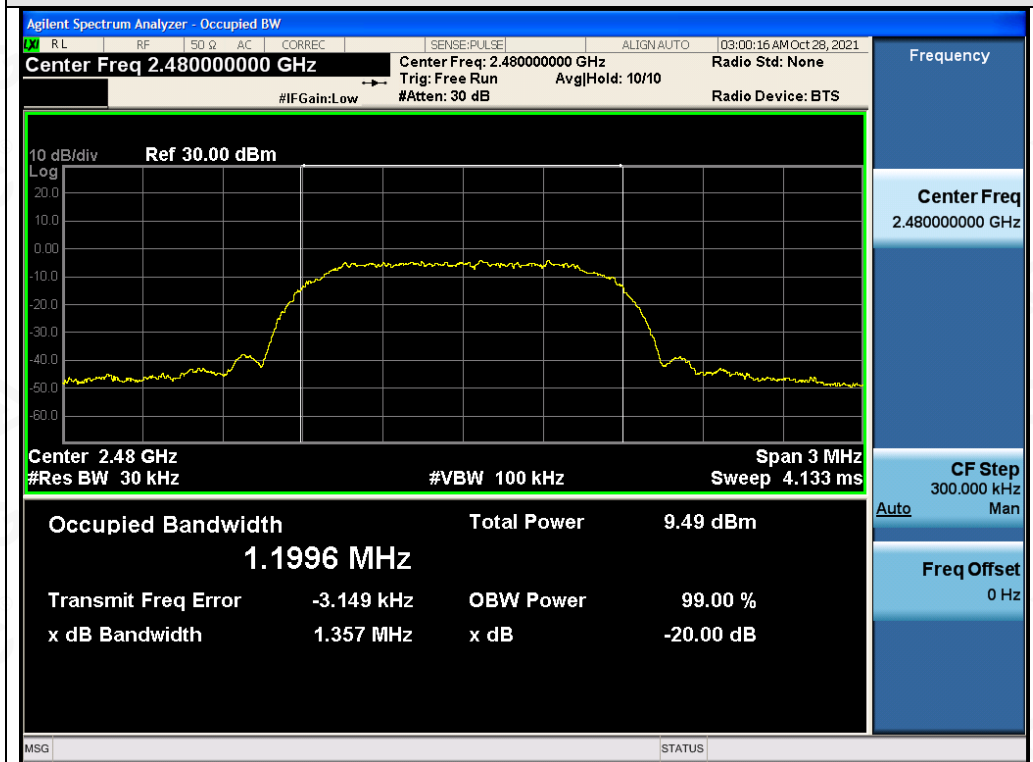 Agilent Spectrum Analyzer - Occupied BW
LXI RL RF 50 Ω AC CORREC SENSE:PULSE ALIGN AUTO 03:00:16 AM Oct 28, 2021
Center Freq 2.480000000 GHz
Center Freq: 2.480000000 GHz
Radio Std: None
Trig: Free Run Avg|Hold: 10/10
#IFGain:Low
#Atten: 30 dB
Radio Device: BTS
10 dB/div Ref 30.00 dBm
Log
20.0
10.0
0.00
-10.0
-20.0
-30.0
-40.0
-50.0
-60.0
Center 2.48 GHz Span 3 MHz
#Res BW 30 kHz #VBW 100 kHz Sweep 4.133 ms
Occupied Bandwidth Total Power 9.49 dBm
1.1996 MHz
Transmit Freq Error -3.149 kHz OBW Power 99.00 %
x dB Bandwidth 1.357 MHz x dB -20.00 dB
MSG STATUS
Frequency
Center Freq
2.480000000 GHz
CF Step
300.000 kHz
Auto Man
Freq Offset
0 Hz